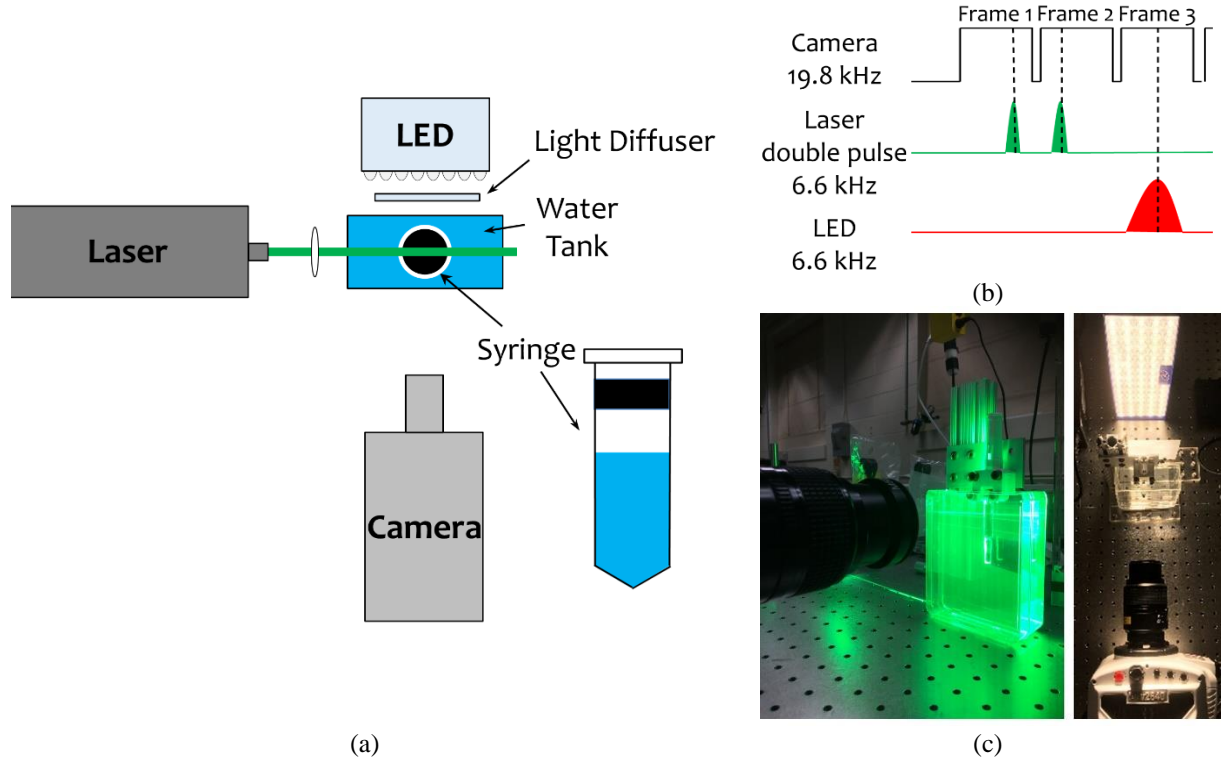 LED
Light Diffuser
Water
Tank
Laser
Syringe
Camera
(a)
Frame 1 Frame 2 Frame 3
Camera
19.8 kHz
Laser
double pulse
6.6 kHz
LED
6.6 kHz
(b)
(c)